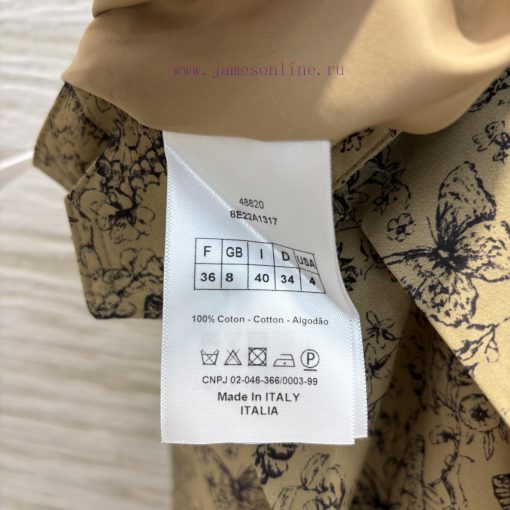 www.jamesonline.ru
48820
8E22A1317
F GB I D USA
36 8 40 34 4
100% Coton - Cotton - Algodão
CNPJ 02-046-366/0003-99
Made In ITALY
ITALIA